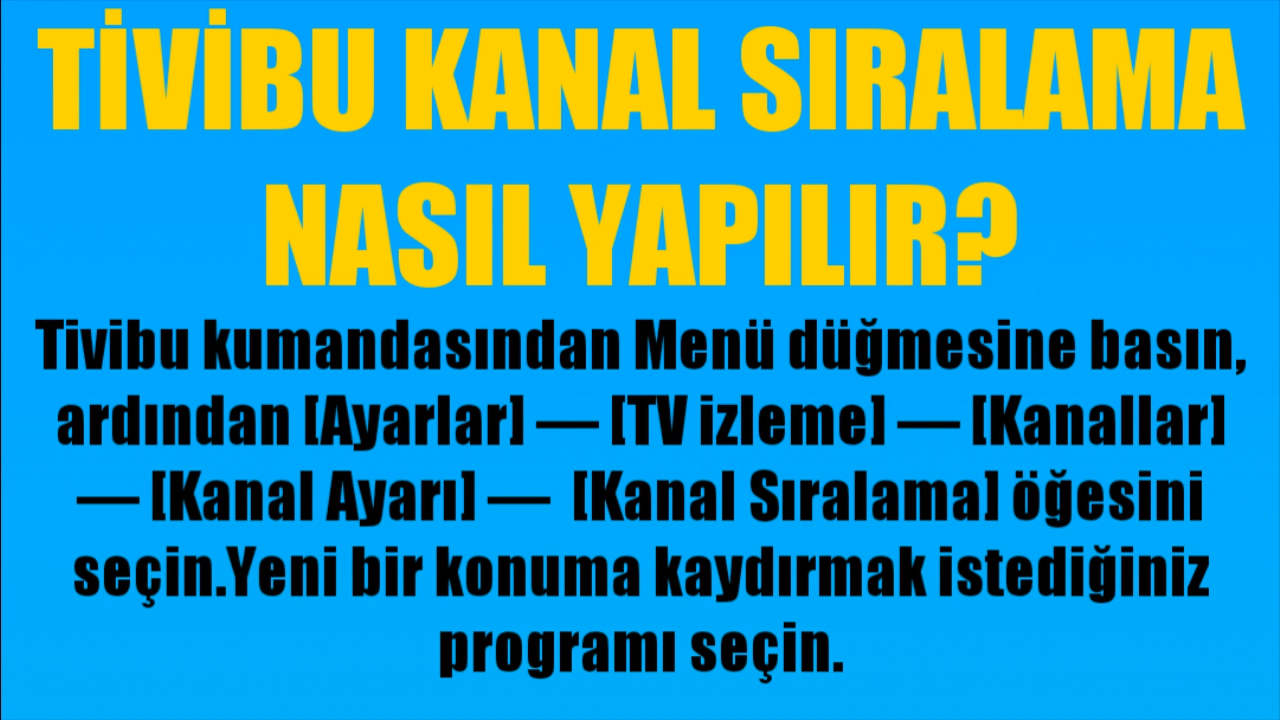 TİVİBU KANAL SIRALAMA
NASIL YAPILIR?
Tivibu kumandasından Menü düğmesine basın,
ardından [Ayarlar] — [TV izleme] — [Kanallar]
— [Kanal Ayarı] — [Kanal Sıralama] öğesini
seçin.Yeni bir konuma kaydırmak istediğiniz
programı seçin.